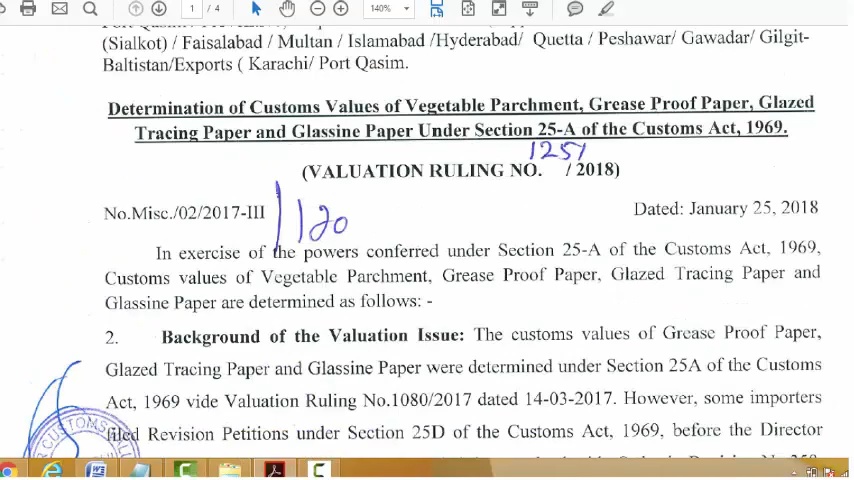 1 / 4
140%
(Sialkot) / Faisalabad / Multan / Islamabad /Hyderabad/ Quetta / Peshawar/ Gawadar/ Gilgit-
Baltistan/Exports ( Karachi/ Port Qasim.
Determination of Customs Values of Vegetable Parchment, Grease Proof Paper, Glazed
Tracing Paper and Glassine Paper Under Section 25-A of the Customs Act, 1969.
(VALUATION RULING NO. 1251 / 2018)
No.Misc./02/2017-III
Dated: January 25, 2018
In exercise of the powers conferred under Section 25-A of the Customs Act, 1969,
Customs values of Vegetable Parchment, Grease Proof Paper, Glazed Tracing Paper and
Glassine Paper are determined as follows: -
2. Background of the Valuation Issue: The customs values of Grease Proof Paper,
Glazed Tracing Paper and Glassine Paper were determined under Section 25A of the Customs
Act, 1969 vide Valuation Ruling No.1080/2017 dated 14-03-2017. However, some importers
filed Revision Petitions under Section 25D of the Customs Act, 1969, before the Director